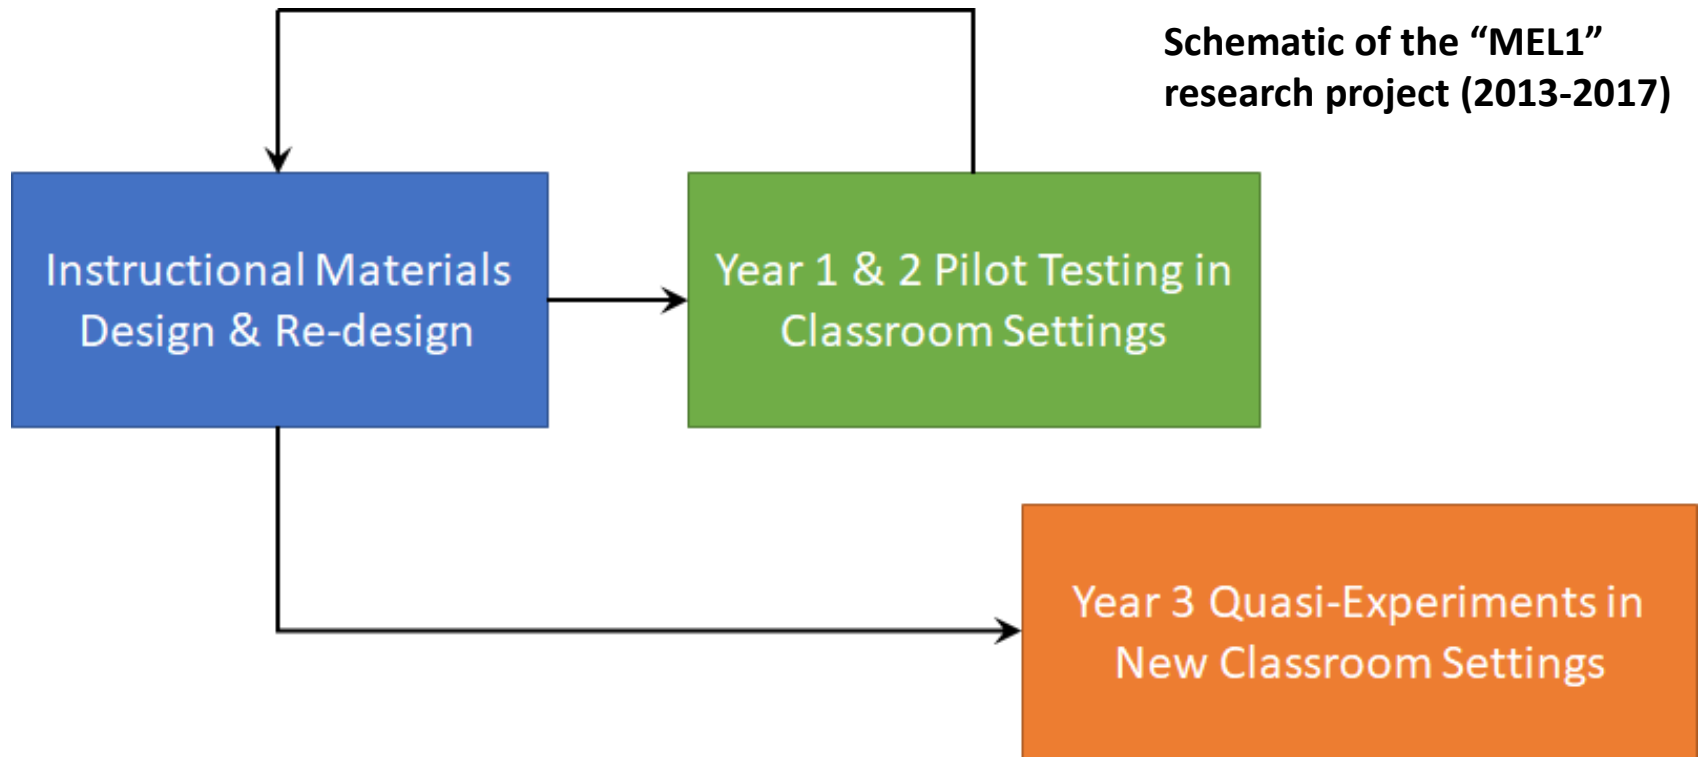 Schematic of the “MEL1”
research project (2013-2017)
Instructional Materials
Design & Re-design
Year 1 & 2 Pilot Testing in
Classroom Settings
Year 3 Quasi-Experiments in
New Classroom Settings